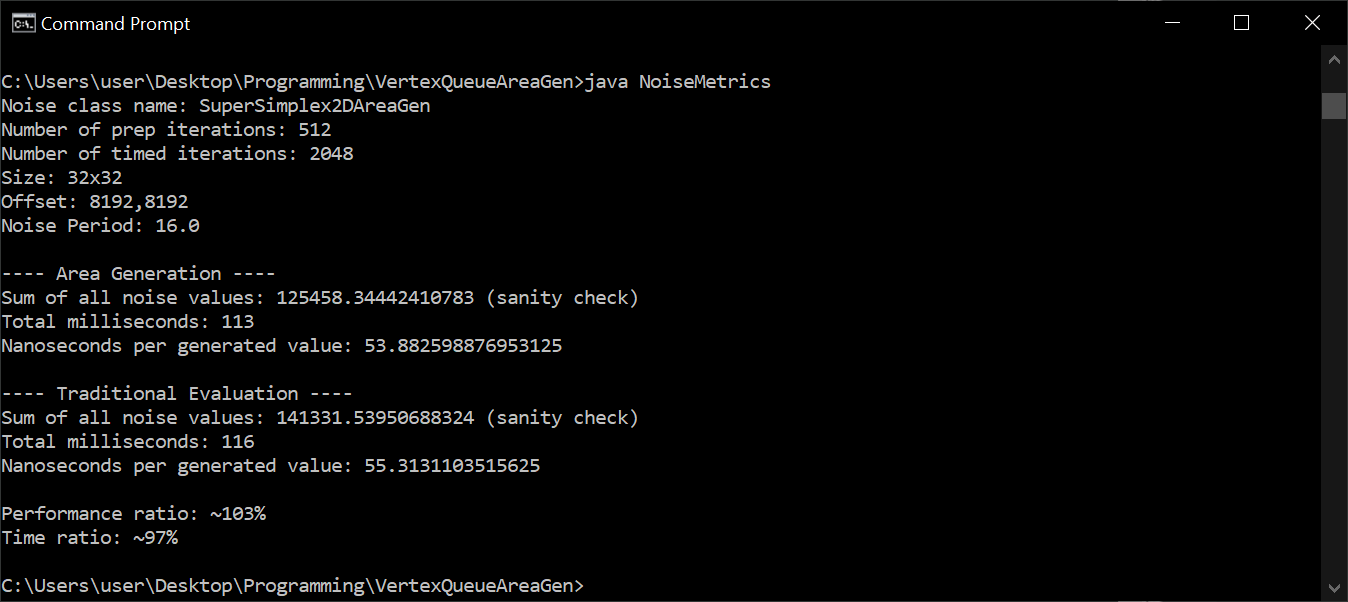 Command Prompt
C:\Users\user\Desktop\Programming\VertexQueueAreaGen>java NoiseMetrics
Noise class name: SuperSimplex2DAreaGen
Number of prep iterations: 512
Number of timed iterations: 2048
Size: 32x32
Offset: 8192,8192
Noise Period: 16.0
---- Area Generation ----
Sum of all noise values: 125458.34442410783 (sanity check)
Total milliseconds: 113
Nanoseconds per generated value: 53.882598876953125
---- Traditional Evaluation ----
Sum of all noise values: 141331.53950688324 (sanity check)
Total milliseconds: 116
Nanoseconds per generated value: 55.3131103515625
Performance ratio: ~103%
Time ratio: ~97%
C:\Users\user\Desktop\Programming\VertexQueueAreaGen>